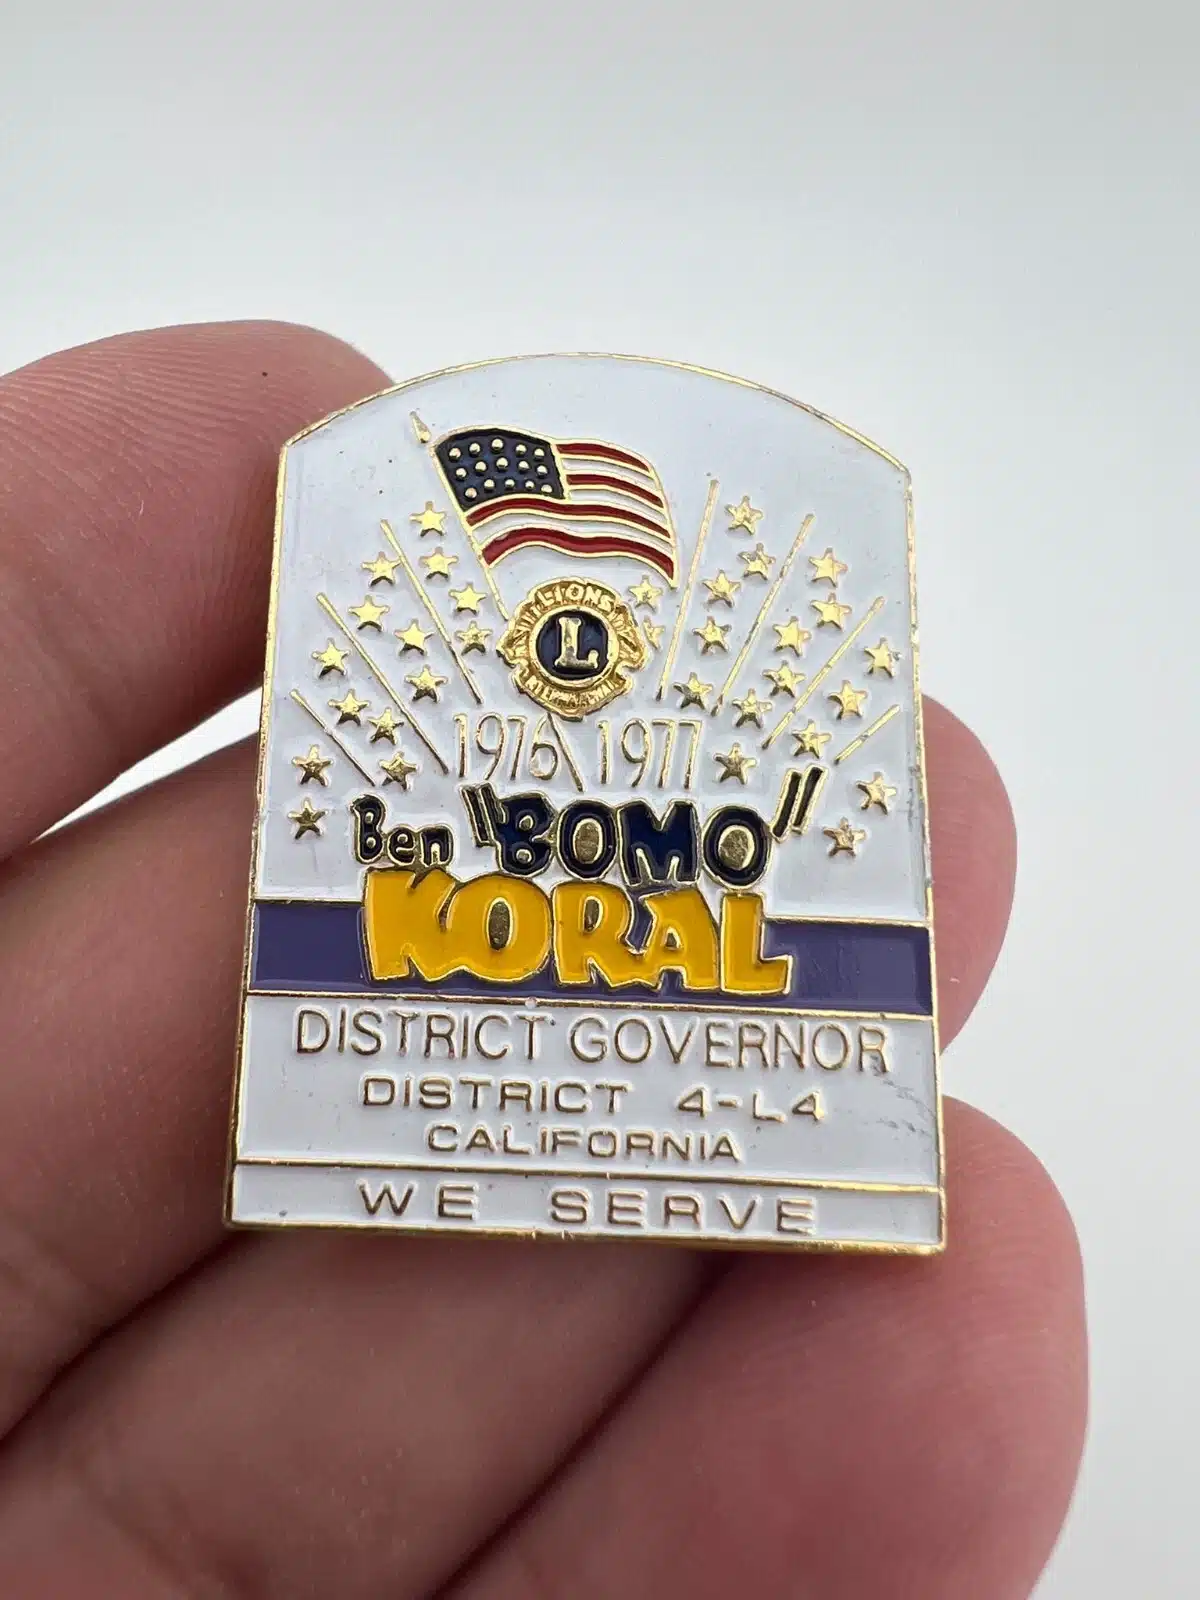 LIONS
L
INTERNATIONAL
1976 1977
Ben "BOMO"
KORAL
DISTRICT GOVERNOR
DISTRICT 4-L4
CALIFORNIA
WE SERVE